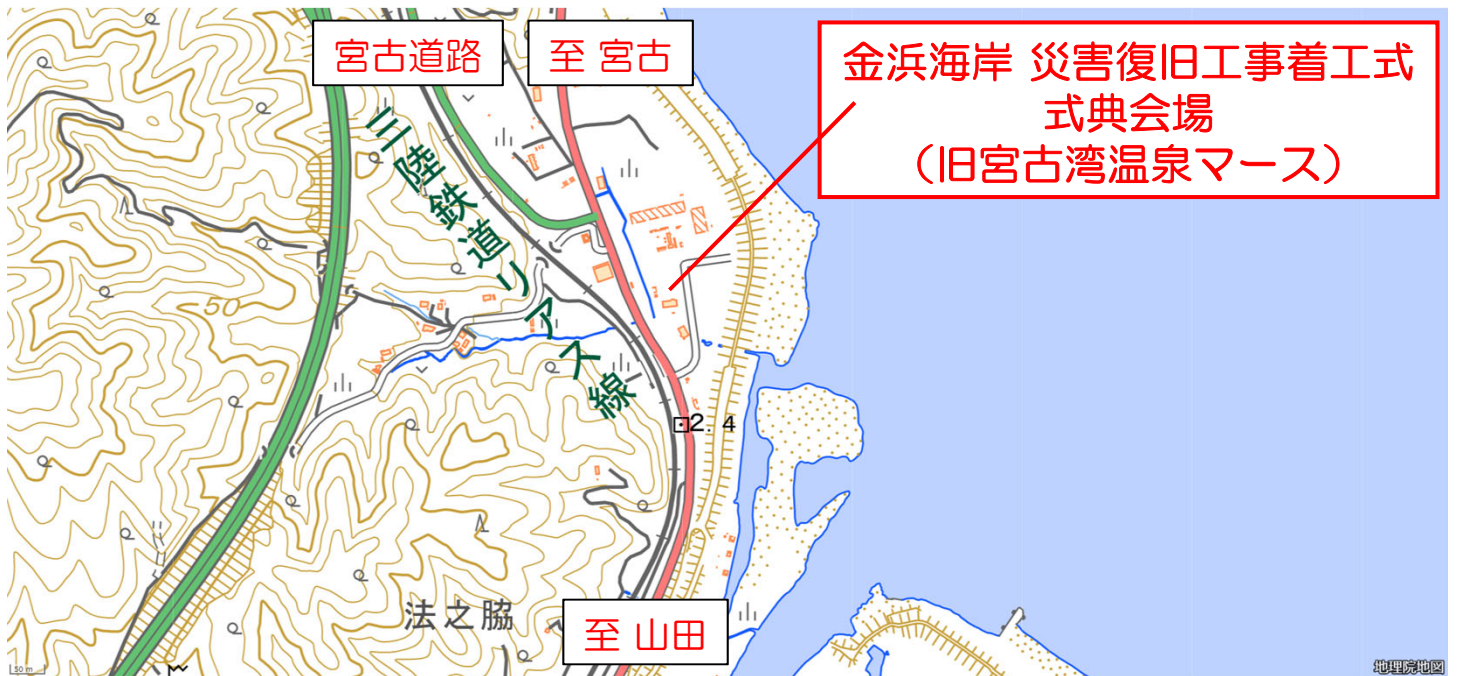 宮古道路
至 宮古
金浜海岸 災害復旧工事着工式
式典会場
（旧宮古湾温泉マース）
三陸鉄道リアス線
50
2.4
法之脇
至 山田
50 m
地理院地図